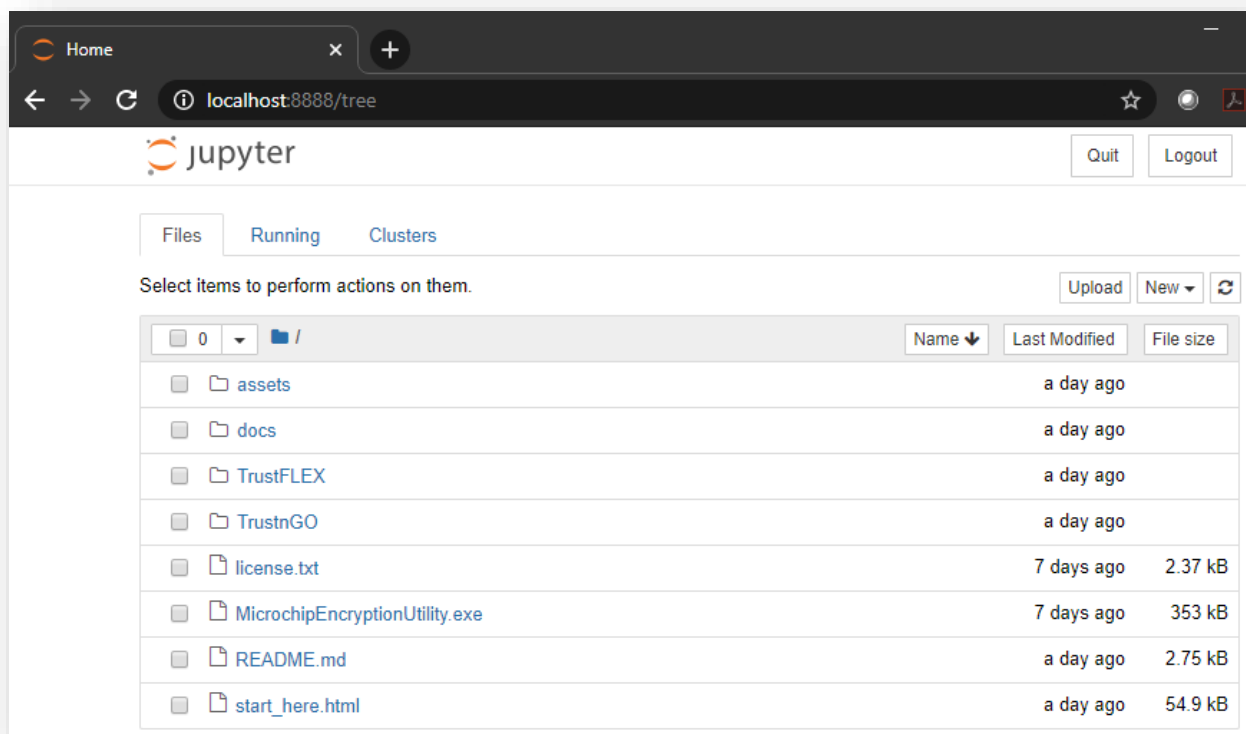 Home
localhost:8888/tree
jupyter
Quit Logout
Files Running Clusters
Select items to perform actions on them.
Upload New
0 / Name Last Modified File size
assets a day ago
docs a day ago
TrustFLEX a day ago
TrustnGO a day ago
license.txt 7 days ago 2.37 kB
MicrochipEncryptionUtility.exe 7 days ago 353 kB
README.md a day ago 2.75 kB
start_here.html a day ago 54.9 kB